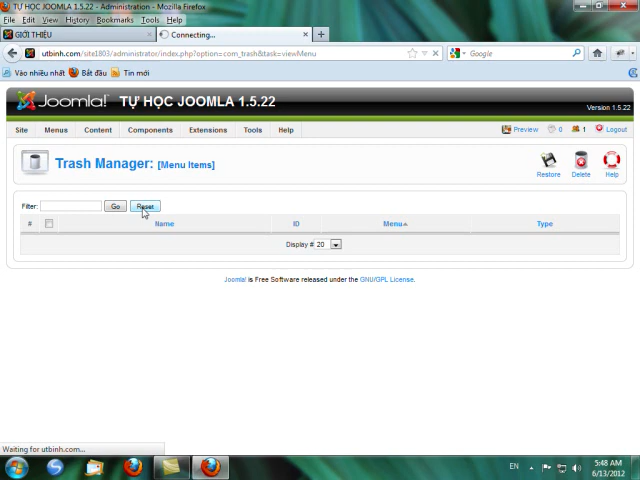 TỰ HỌC JOOMLA 1.5.22 - Administration - Mozilla Firefox
File Edit View History Bookmarks Tools Help
GIỚI THIỆU
Connecting...
utbinh.com/site1803/administrator/index.php?option=com_trash&task=viewMenu
Google
Vào nhiều nhất Bắt đầu Tin mới
Joomla! TỰ HỌC JOOMLA 1.5.22
Version 1.5.22
Site Menus Content Components Extensions Tools Help
Preview 0 1 Logout
Trash Manager: [Menu Items]
Restore Delete Help
Filter: Go Reset
# Name ID Menu Type
Display # 20
Joomla! is Free Software released under the GNU/GPL License.
Waiting for utbinh.com...
EN
5:48 AM
6/13/2012